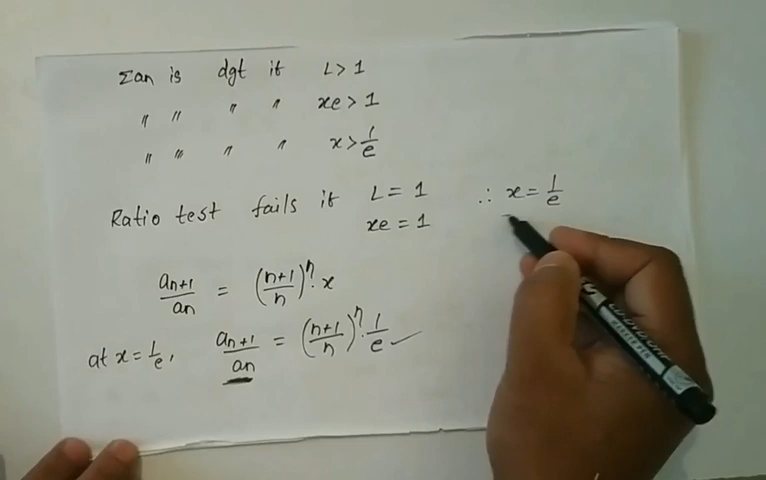 Σan is dgt if L > 1
〃 〃 〃 〃 xe > 1
〃 〃 〃 〃 x > 1/e
Ratio test fails if L = 1 ∴ x = 1/e
xe = 1
an+1/an = (n+1/n)^n . x
at x = 1/e, an+1/an = (n+1/n)^n . 1/e ✓